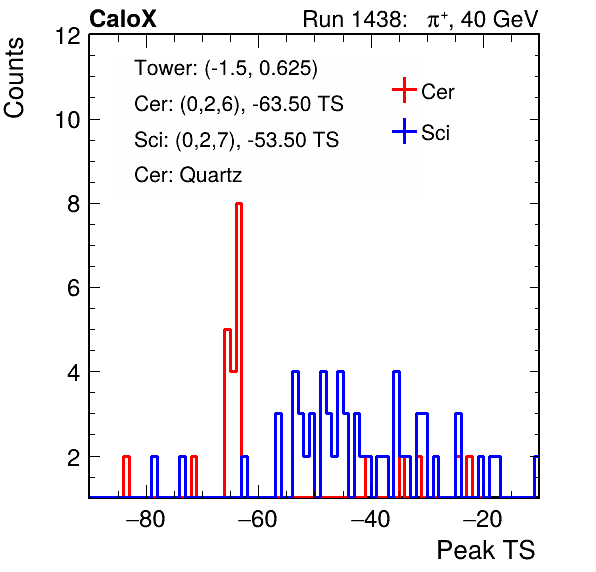 CaloX Run 1438: π⁺, 40 GeV
Counts
12
10
8
6
4
2
Tower: (-1.5, 0.625)
Cer: (0,2,6), -63.50 TS
Sci: (0,2,7), -53.50 TS
Cer: Quartz
Cer
Sci
−80 −60 −40 −20
Peak TS